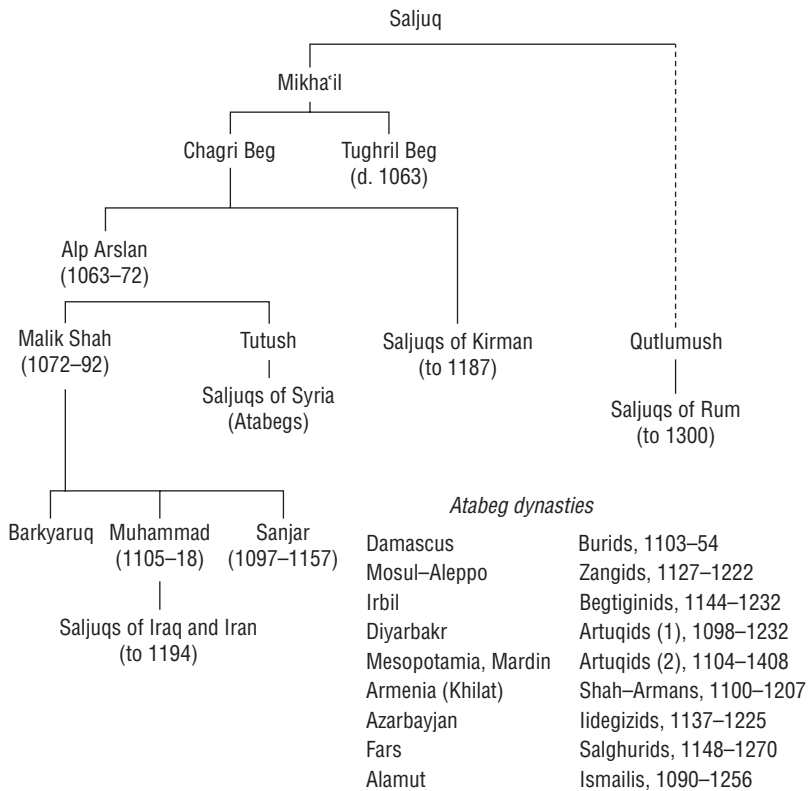 Saljuq
Mikhaʿil
Chagri Beg
Tughril Beg
(d. 1063)
Alp Arslan
(1063–72)
Malik Shah
(1072–92)
Tutush
Saljuqs of Syria
(Atabegs)
Saljuqs of Kirman
(to 1187)
Qutlumush
Saljuqs of Rum
(to 1300)
Barkyaruq
Muhammad
(1105–18)
Sanjar
(1097–1157)
Saljuqs of Iraq and Iran
(to 1194)
Atabeg dynasties
Damascus Burids, 1103–54
Mosul–Aleppo Zangids, 1127–1222
Irbil Begtiginids, 1144–1232
Diyarbakr Artuqids (1), 1098–1232
Mesopotamia, Mardin Artuqids (2), 1104–1408
Armenia (Khilat) Shah–Armans, 1100–1207
Azarbayjan Iidegizids, 1137–1225
Fars Salghurids, 1148–1270
Alamut Ismailis, 1090–1256